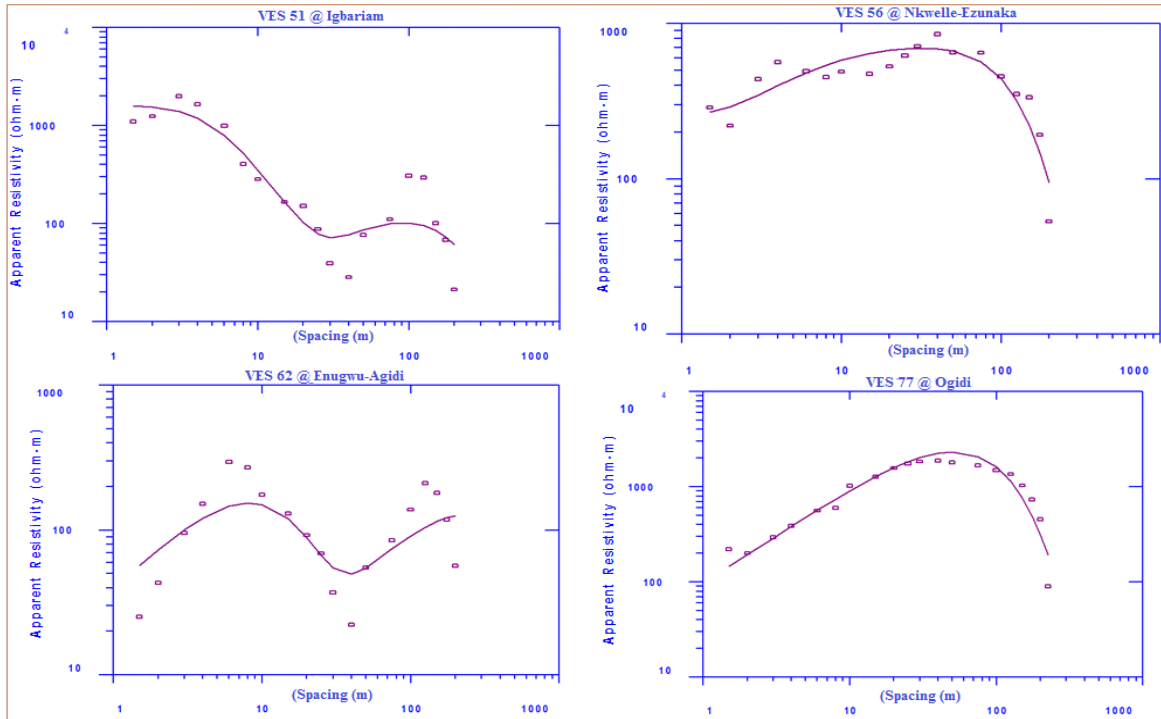 VES 51 @ Igbariam
10 4
1000
100
10
Apparent Resistivity (ohm-m)
(Spacing (m)
1 10 100 1000
VES 56 @ Nkwelle-Ezunaka
1000
100
10
Apparent Resistivity (ohm-m)
(Spacing (m)
1 10 100 1000
VES 62 @ Enugwu-Agidi
1000
100
10
Apparent Resistivity (ohm-m)
(Spacing (m)
1 10 100 1000
VES 77 @ Ogidi
10 4
1000
100
10
Apparent Resistivity (ohm-m)
(Spacing (m)
1 10 100 1000